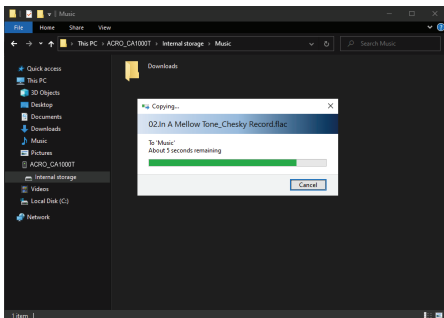 Music
File Home Share View
This PC › ACRO_CA1000T › Internal storage › Music
Search Music
Quick access
This PC
3D Objects
Desktop
Documents
Downloads
Music
Pictures
ACRO_CA1000T
Internal storage
Videos
Local Disk (C:)
Network
Downloads
Copying...
02.In A Mellow Tone_Chesky Record.flac
To 'Music'
About 5 seconds remaining
Cancel
1 item